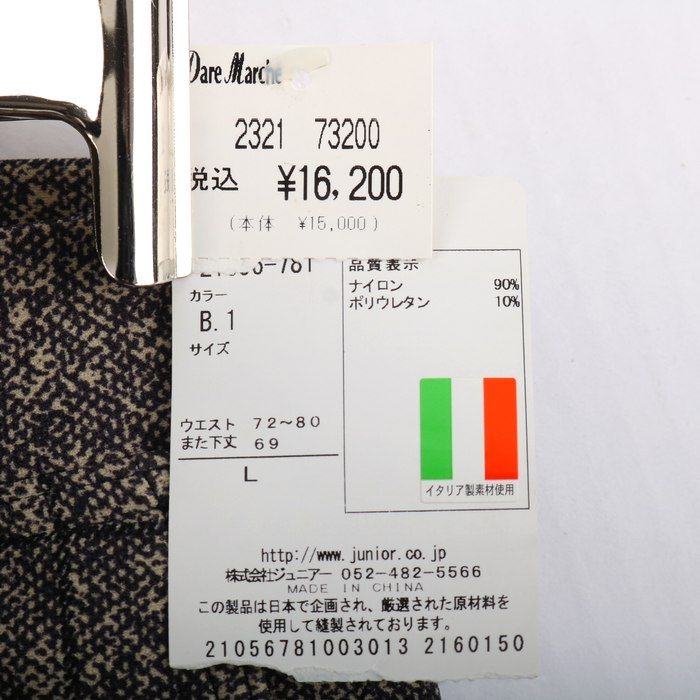 Dare Marche
2321 73200
税込 ¥16,200
(本体 ¥15,000)
品質表示
ナイロン 90%
ポリウレタン 10%
カラー
B.1
サイズ
ウエスト 72～80
また下丈 69
L
イタリア製素材使用
http://www.junior.co.jp
株式会社ジュニアー 052-482-5566
MADE IN CHINA
この製品は日本で企画され、厳選された原材料を
使用して縫製されております。
21056781003013 2160150